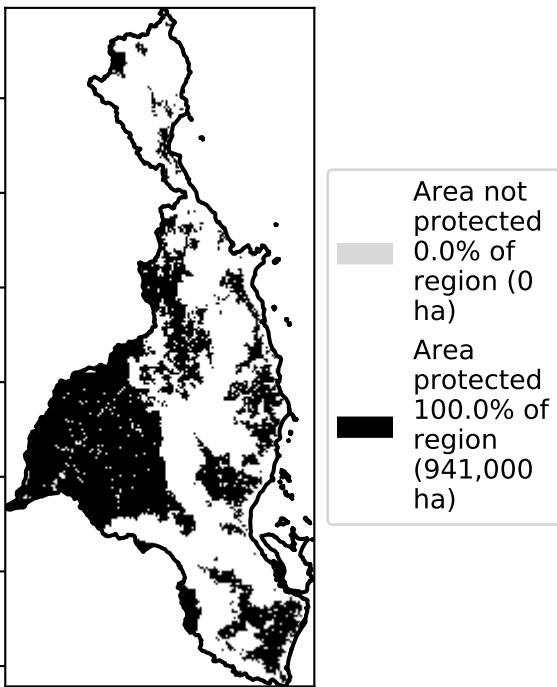 Area not
protected
0.0% of
region (0
ha)
Area
protected
100.0% of
region
(941,000
ha)